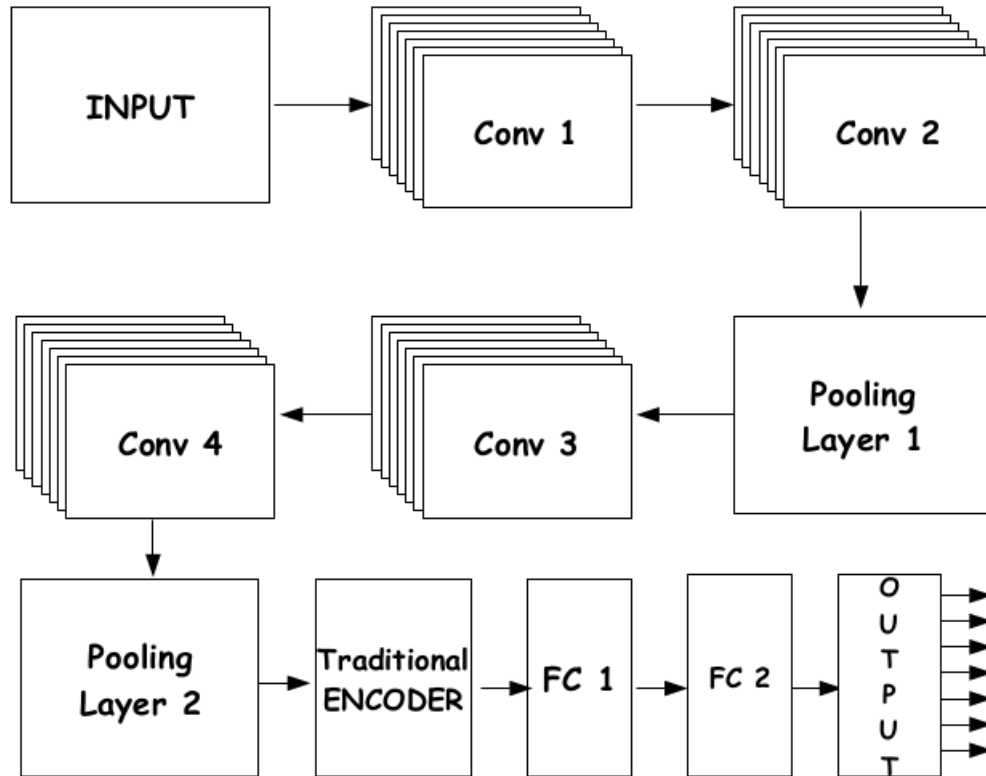 INPUT
Conv 1
Conv 2
Pooling
Layer 1
Conv 3
Conv 4
Pooling
Layer 2
Traditional
ENCODER
FC 1
FC 2
O
U
T
P
U
T